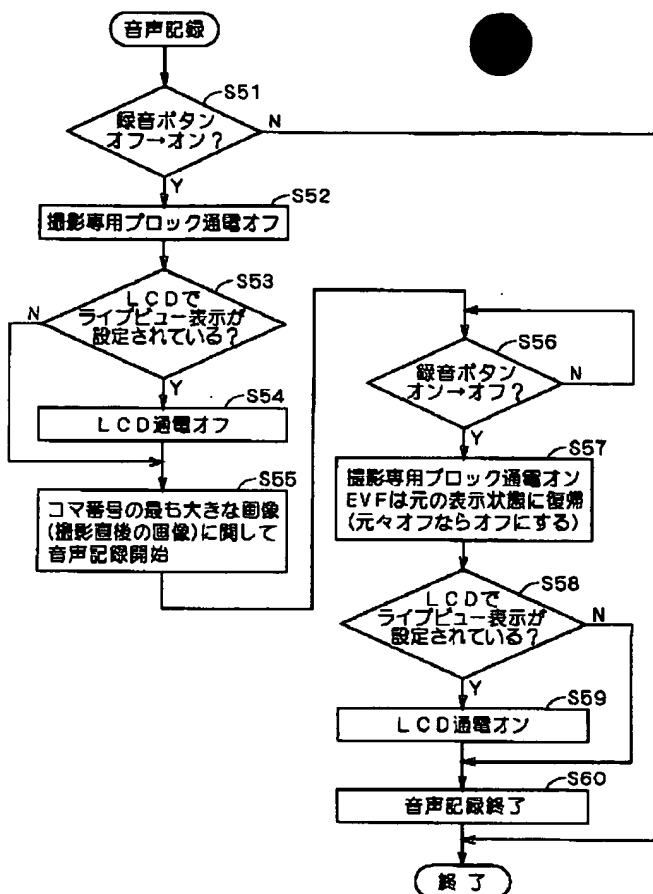 音声記録
S51
録音ボタン
オフ→オン?
N
Y
S52
撮影専用ブロック通電オフ
S53
LCDで
ライブビュー表示が
設定されている?
N
Y
S54
LCD通電オフ
S55
コマ番号の最も大きな画像
(撮影直後の画像)に関して
音声記録開始
S56
録音ボタン
オン→オフ?
N
Y
S57
撮影専用ブロック通電オン
EVFは元の表示状態に復帰
(元々オフならオフにする)
S58
LCDで
ライブビュー表示が
設定されている?
N
Y
S59
LCD通電オン
S60
音声記録終了
終了